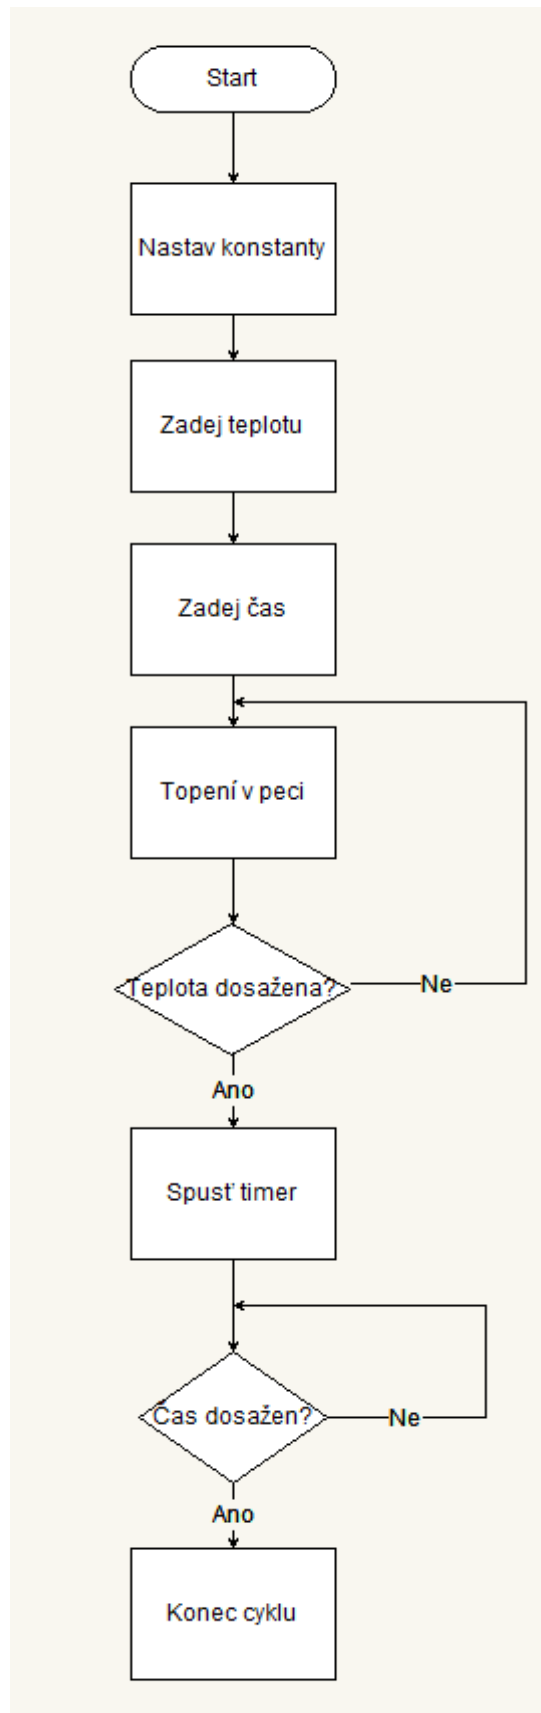 Start
Nastav konstanty
Zadej teplotu
Zadej čas
Topení v peci
Teplota dosažena?
Ne
Ano
Spusť timer
Čas dosažen?
Ne
Ano
Konec cyklu